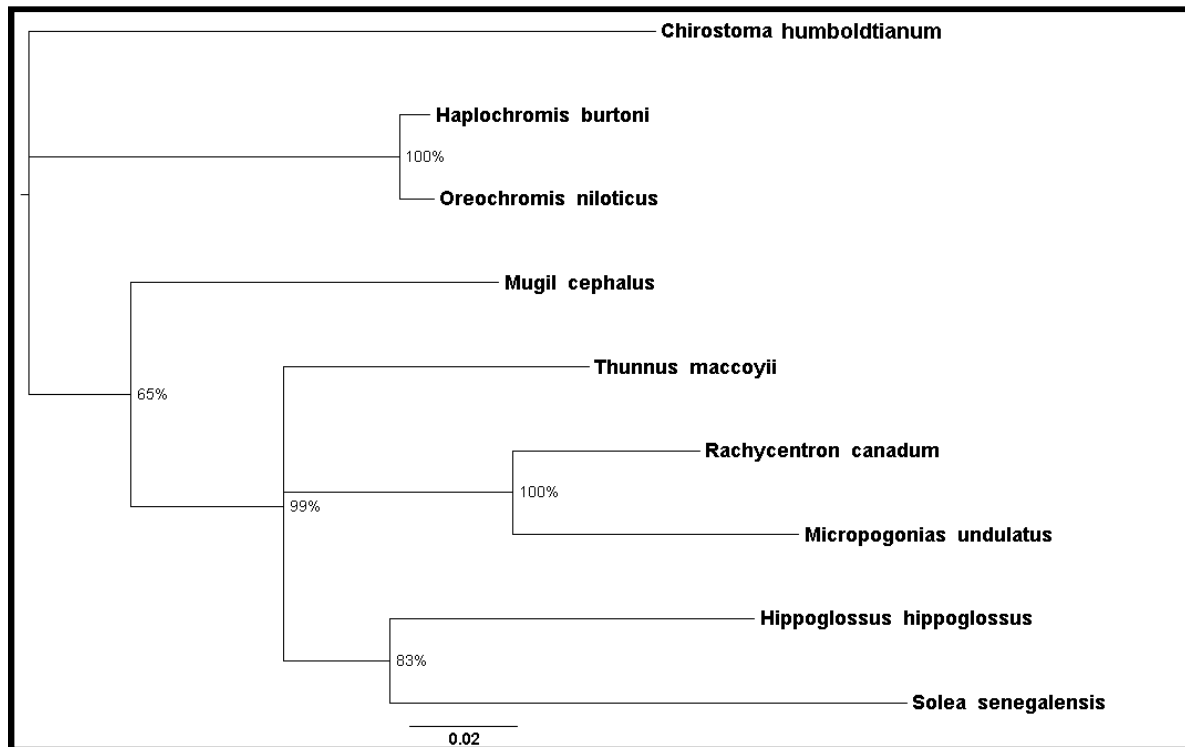 Chirostoma humboldtianum
Haplochromis burtoni
100%
Oreochromis niloticus
Mugil cephalus
Thunnus maccoyii
65%
Rachycentron canadum
100%
99%
Micropogonias undulatus
Hippoglossus hippoglossus
83%
Solea senegalensis
0.02